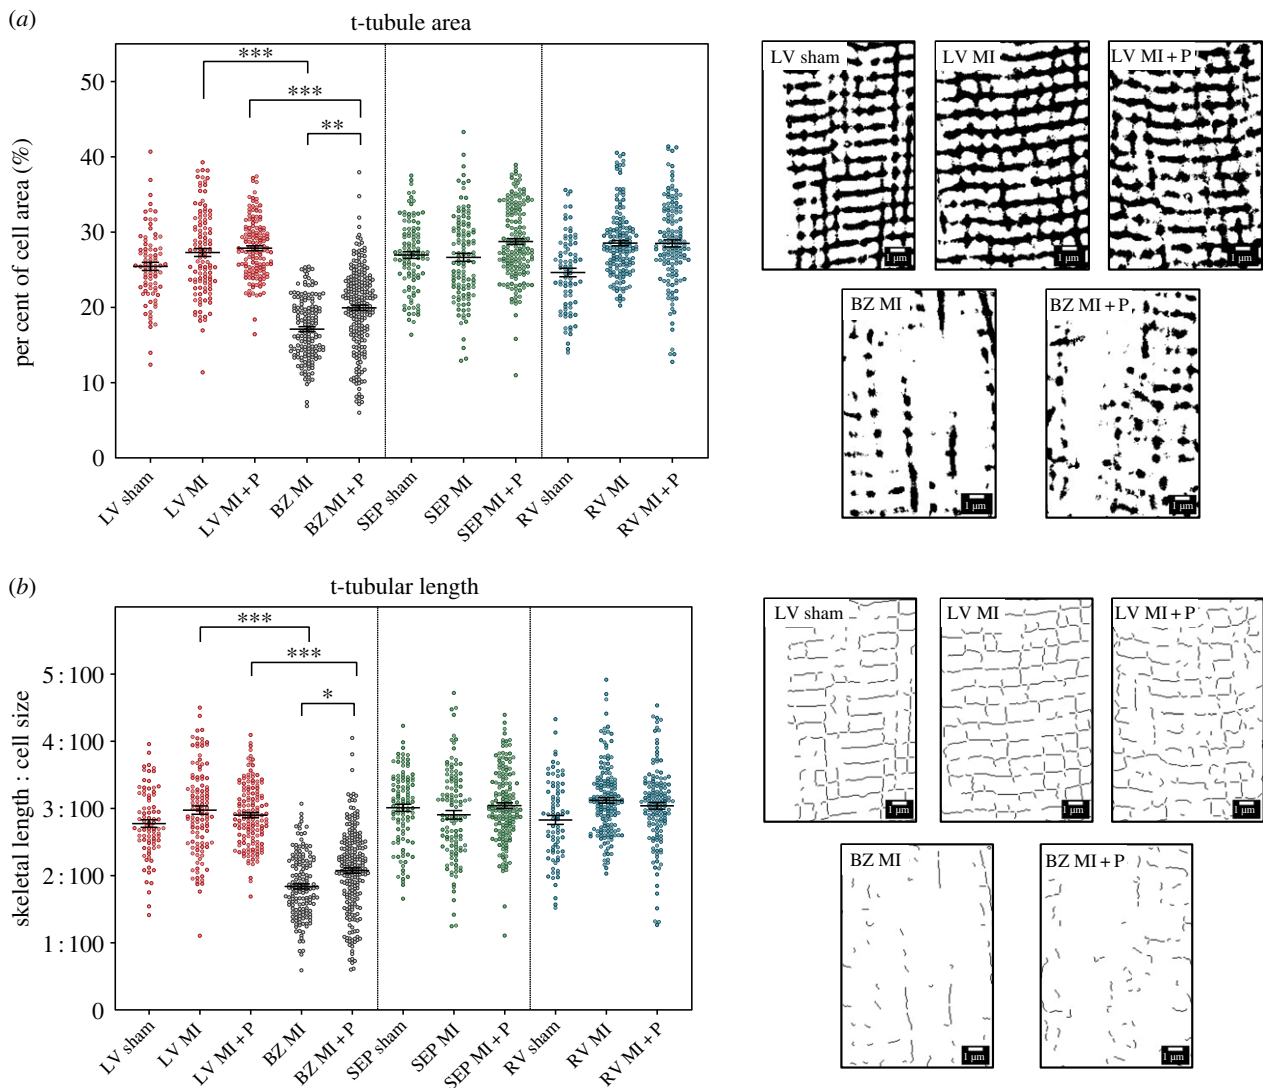 (a)
t-tubule area
per cent of cell area (%)
50
40
30
20
10
0
***
***
**
LV sham
LV MI
LV MI + P
BZ MI
BZ MI + P
SEP sham
SEP MI
SEP MI + P
RV sham
RV MI
RV MI + P
LV sham
1 µm
LV MI
1 µm
LV MI + P
1 µm
BZ MI
1 µm
BZ MI + P
1 µm
(b)
t-tubular length
skeletal length : cell size
5 : 100
4 : 100
3 : 100
2 : 100
1 : 100
0
***
***
*
LV sham
LV MI
LV MI + P
BZ MI
BZ MI + P
SEP sham
SEP MI
SEP MI + P
RV sham
RV MI
RV MI + P
LV sham
1 µm
LV MI
1 µm
LV MI + P
1 µm
BZ MI
1 µm
BZ MI + P
1 µm